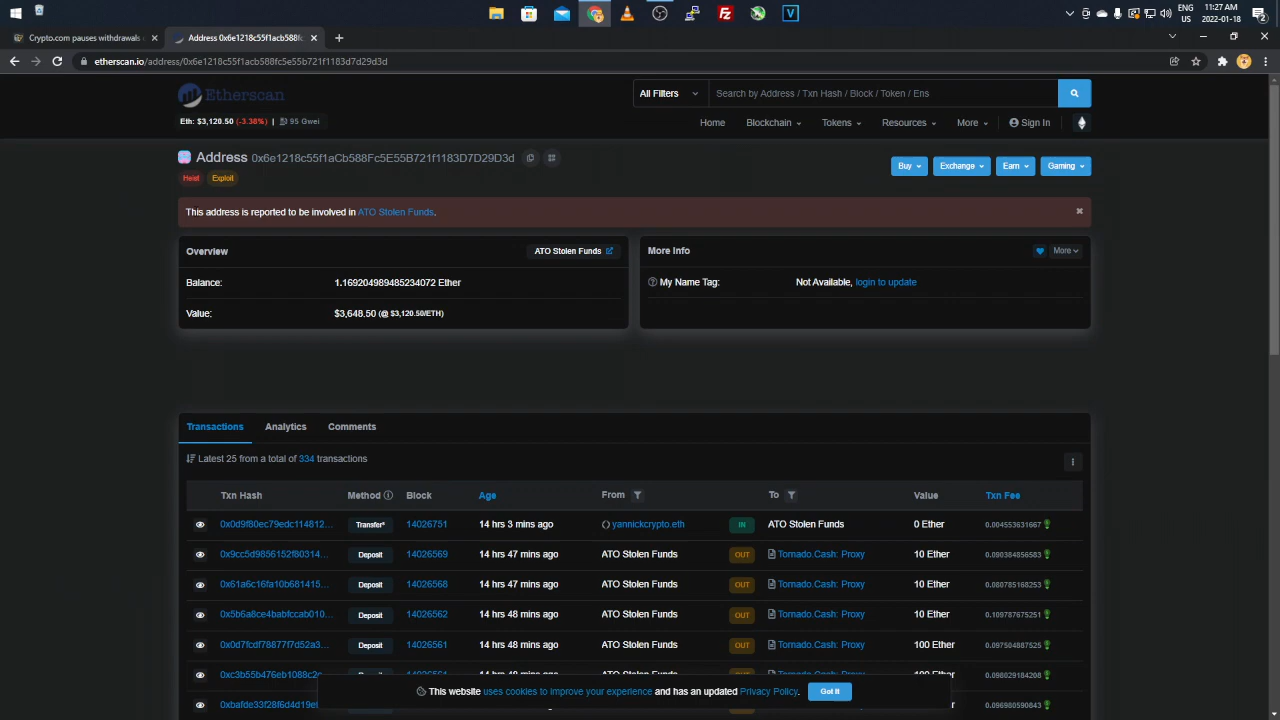 ENG
US
11:27 AM
2022-01-18
2
Crypto.com pauses withdrawals
Address 0x6e1218c55f1acb588fc
etherscan.io/address/0x6e1218c55f1acb588fc5e55b721f1183d7d29d3d
Etherscan
All Filters
Search by Address / Txn Hash / Block / Token / Ens
Eth: $3,120.50 (-3.38%) | 95 Gwei
Home Blockchain Tokens Resources More Sign In
Address 0x6e1218c55f1aCb588Fc5E55B721f1183D7D29D3d
Buy Exchange Earn Gaming
Heist Exploit
This address is reported to be involved in ATO Stolen Funds.
Overview ATO Stolen Funds
Balance: 1.169204989485234072 Ether
Value: $3,648.50 (@ $3,120.50/ETH)
More Info More
My Name Tag: Not Available, login to update
Transactions Analytics Comments
Latest 25 from a total of 334 transactions
Txn Hash Method Block Age From To Value Txn Fee
0x0d9f80ec79edc114812... Transfer* 14026751 14 hrs 3 mins ago yannickcrypto.eth IN ATO Stolen Funds 0 Ether 0.004553631667
0x9cc5d9856152f80314... Deposit 14026569 14 hrs 47 mins ago ATO Stolen Funds OUT Tornado.Cash: Proxy 10 Ether 0.090384856583
0x61a6c16fa10b681415... Deposit 14026568 14 hrs 47 mins ago ATO Stolen Funds OUT Tornado.Cash: Proxy 10 Ether 0.080785168253
0x5b6a8ce4babfccab010... Deposit 14026562 14 hrs 48 mins ago ATO Stolen Funds OUT Tornado.Cash: Proxy 10 Ether 0.109787675251
0x0d7fcdf78877f7d52a3... Deposit 14026561 14 hrs 48 mins ago ATO Stolen Funds OUT Tornado.Cash: Proxy 100 Ether 0.097504887525
0xc3b55b476eb1088c2c 0.098029184208
This website uses cookies to improve your experience and has an updated Privacy Policy. Got It
0xbafde33f28f6d4d19ef 0.096980590843